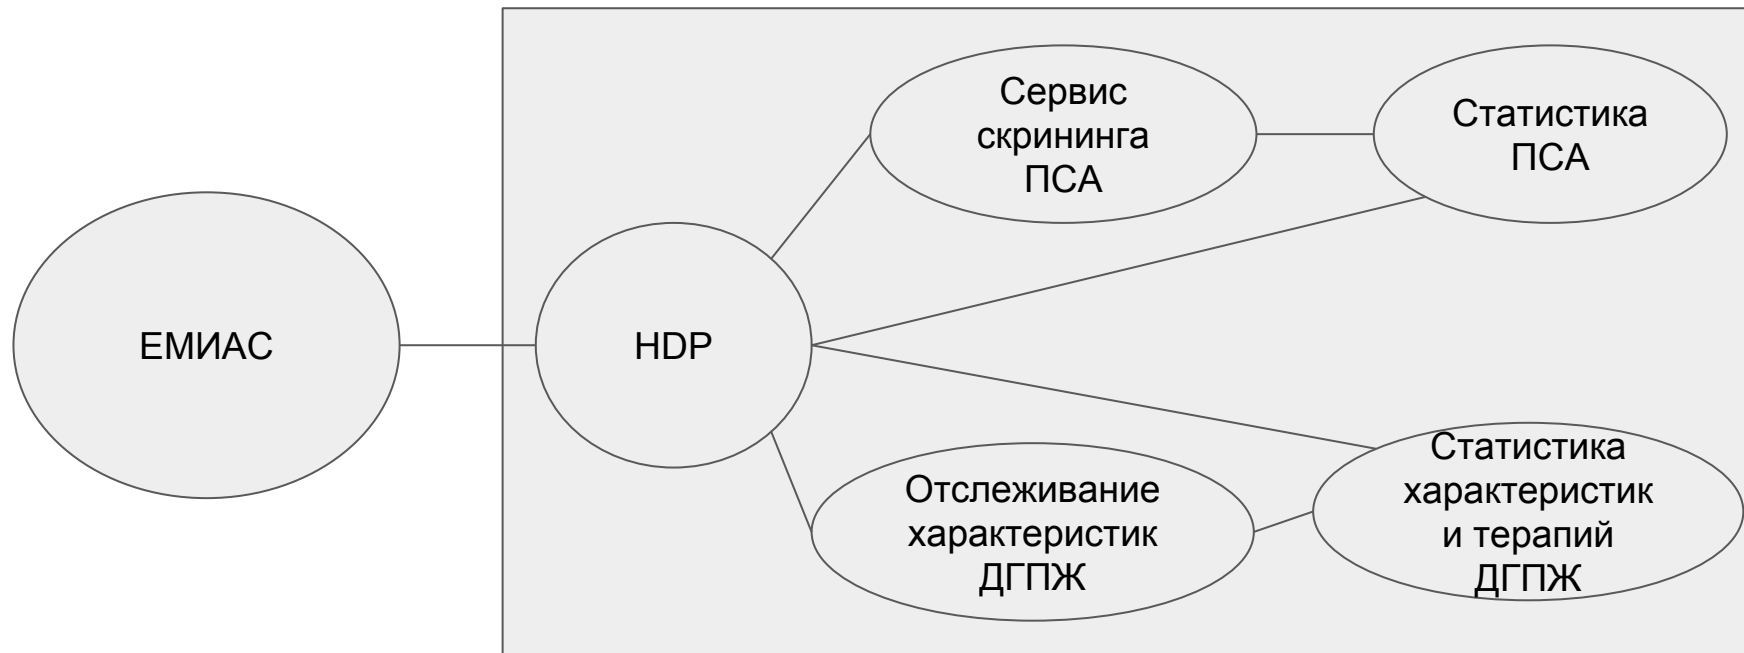 ЕМИАС
HDP
Сервис
скрининга
ПСА
Статистика
ПСА
Отслеживание
характеристик
ДГПЖ
Статистика
характеристик
и терапий
ДГПЖ